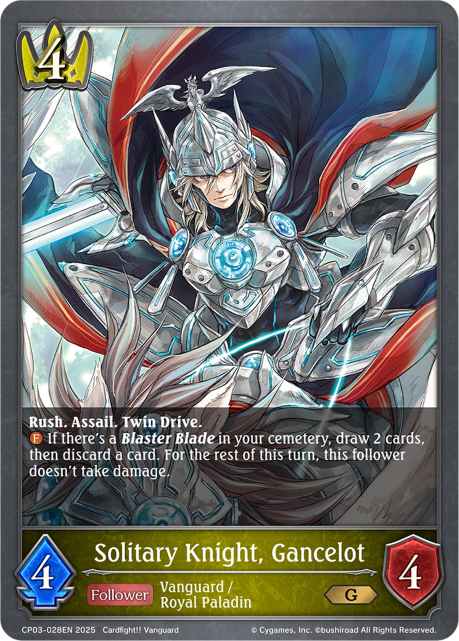 4
Rush. Assail. Twin Drive.
F If there's a Blaster Blade in your cemetery, draw 2 cards,
then discard a card. For the rest of this turn, this follower
doesn't take damage.
Solitary Knight, Gancelot
4
Follower
Vanguard /
Royal Paladin
G
4
CP03-028EN 2025 Cardfight!! Vanguard © Cygames, Inc. ©bushiroad All Rights Reserved.